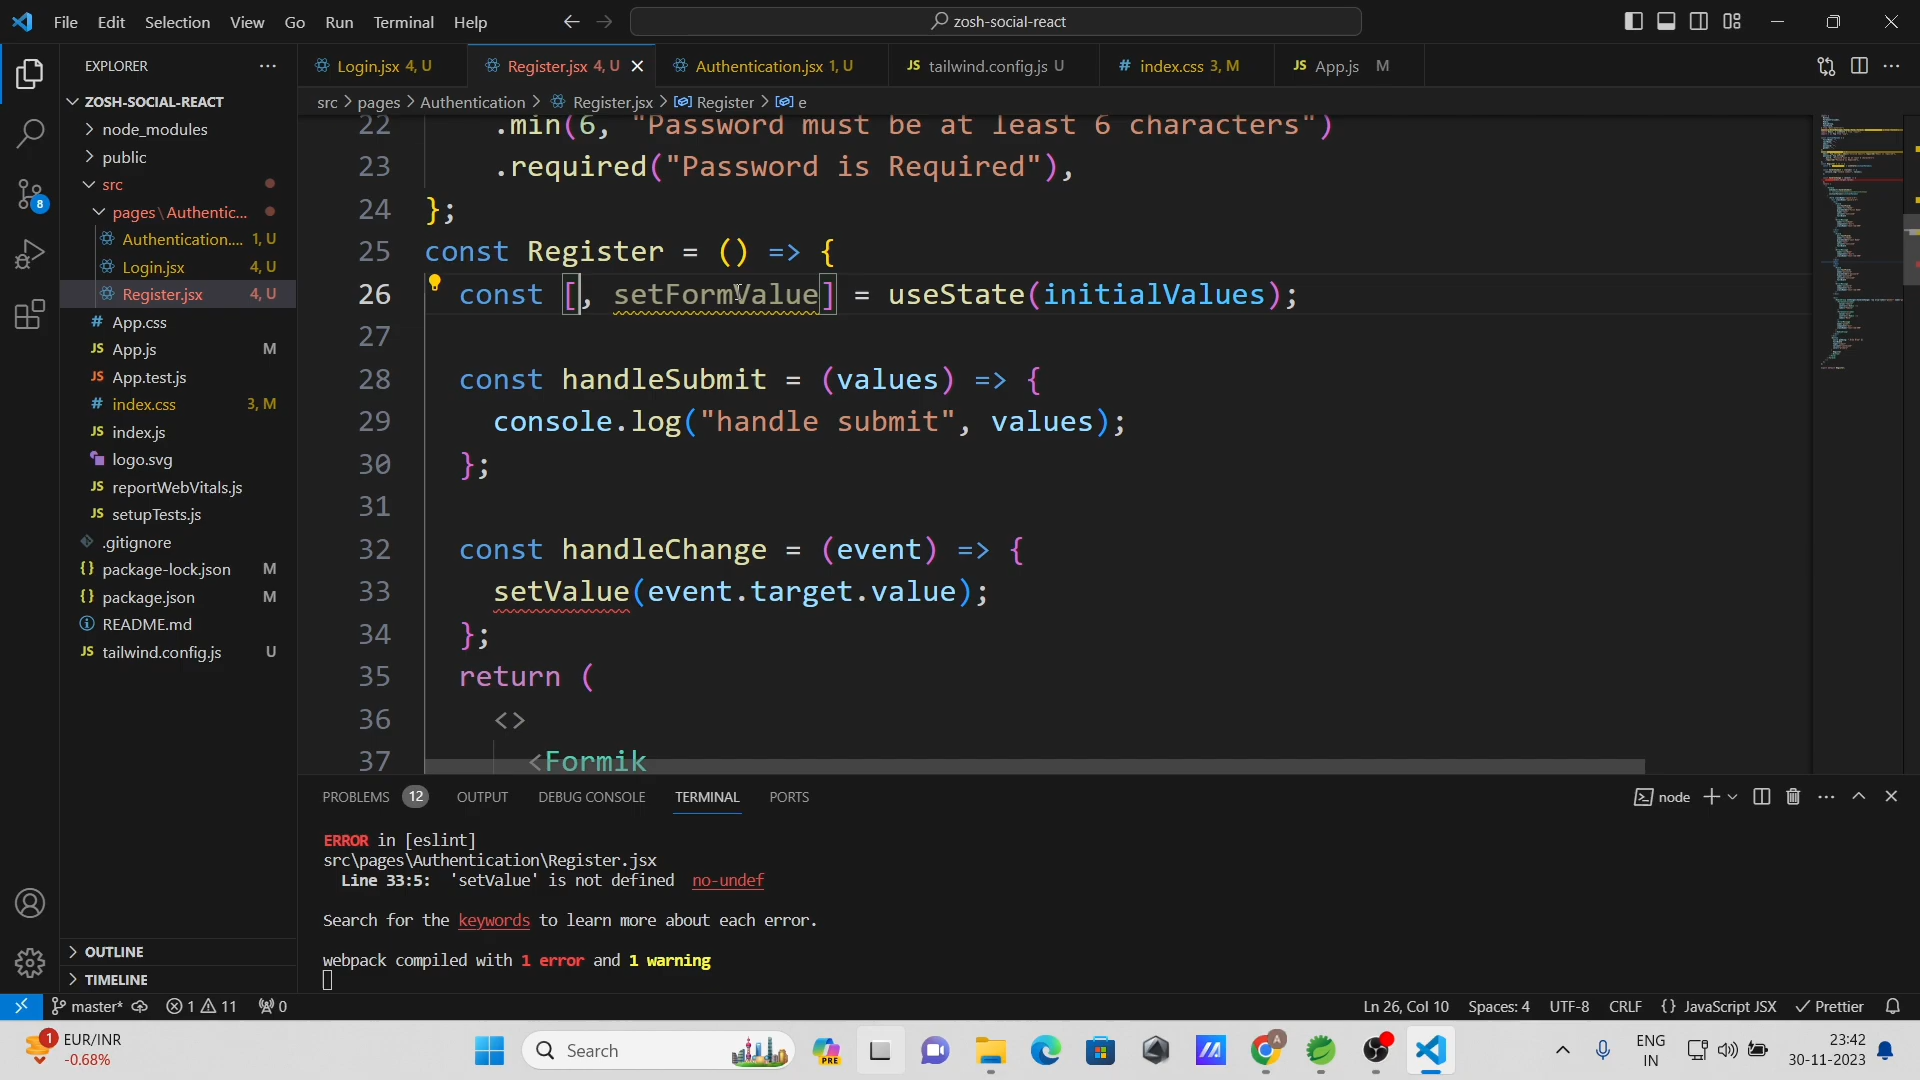 File Edit Selection View Go Run Terminal Help
zosh-social-react
EXPLORER
ZOSH-SOCIAL-REACT
node_modules
public
src
pages\Authentic...
Authentication.... 1, U
Login.jsx 4, U
Register.jsx 4, U
# App.css
JS App.js M
JS App.test.js
# index.css 3, M
JS index.js
logo.svg
JS reportWebVitals.js
JS setupTests.js
.gitignore
{} package-lock.json M
{} package.json M
README.md
JS tailwind.config.js U
OUTLINE
TIMELINE
8
Login.jsx 4, U
Register.jsx 4, U
Authentication.jsx 1, U
JS tailwind.config.js U
# index.css 3, M
JS App.js M
src > pages > Authentication > Register.jsx > Register > e
22 .min(6, "Password must be at least 6 characters")
23 .required("Password is Required"),
24 };
25 const Register = () => {
26 const [, setFormValue] = useState(initialValues);
27
28 const handleSubmit = (values) => {
29 console.log("handle submit", values);
30 };
31
32 const handleChange = (event) => {
33 setValue(event.target.value);
34 };
35 return (
36 <>
37 <Formik
PROBLEMS 12 OUTPUT DEBUG CONSOLE TERMINAL PORTS
node
ERROR in [eslint]
src\pages\Authentication\Register.jsx
Line 33:5: 'setValue' is not defined no-undef
Search for the keywords to learn more about each error.
webpack compiled with 1 error and 1 warning
master* 1 11 0
Ln 26, Col 10 Spaces: 4 UTF-8 CRLF {} JavaScript JSX Prettier
1 EUR/INR
-0.68%
Search
PRE
A
ENG
IN
23:42
30-11-2023